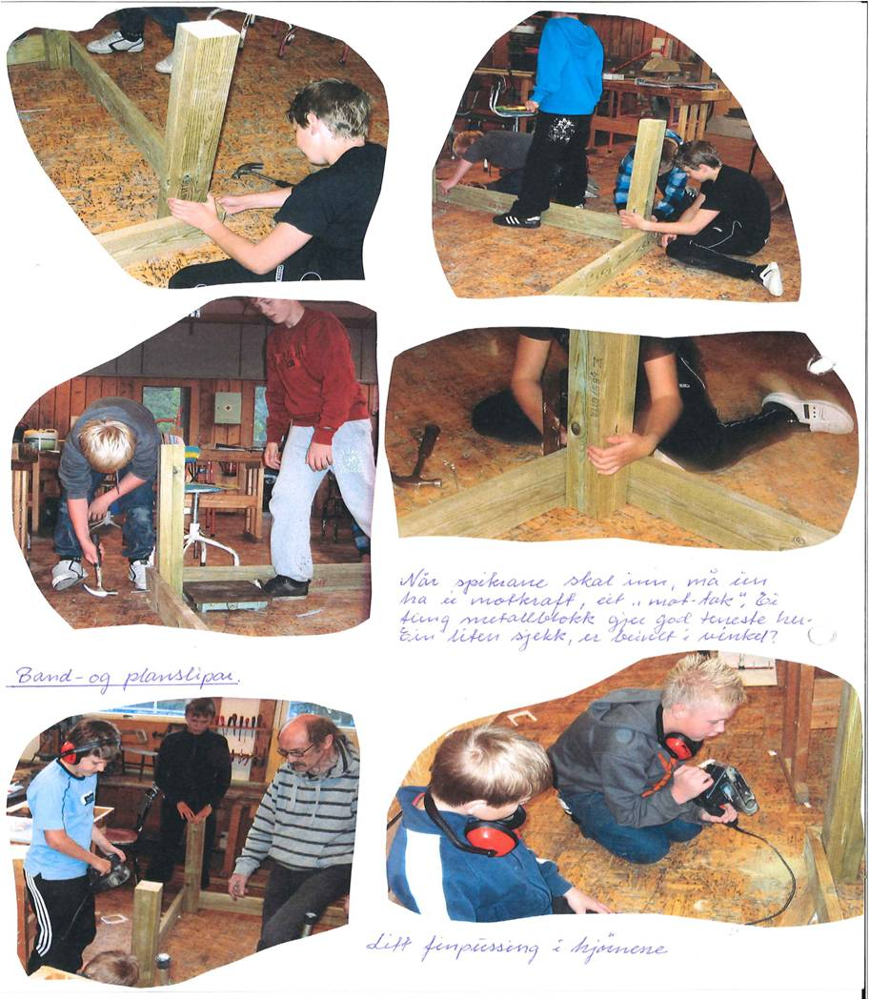 Når spikrane skal inn, må ein
ha ei motkraft, eit „mot-tak”, Ei
tung metallblokk gjer god teneste her.
Ein liten sjekk, er beinet i vinkel?
Band- og planslipar.
Litt finpussing i hjørnene